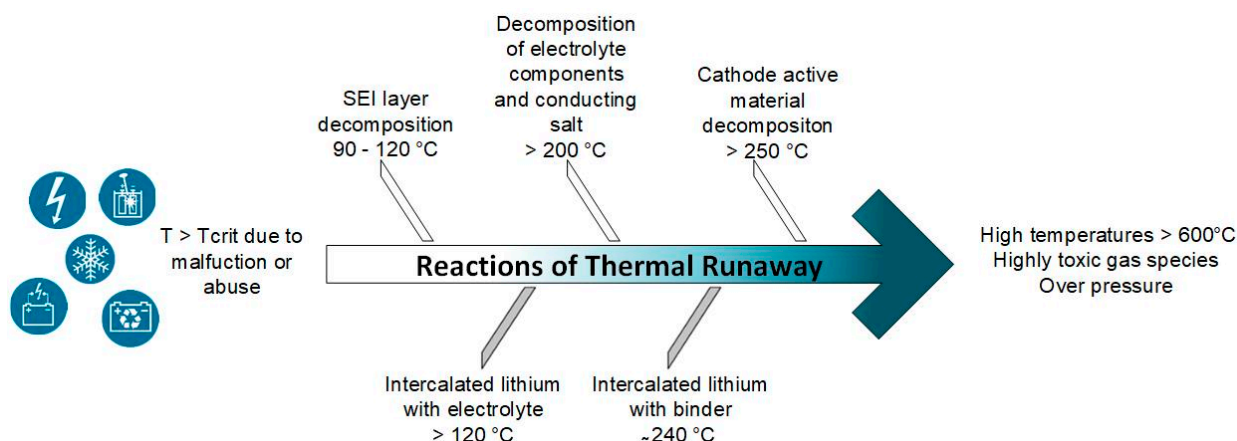 Decomposition
of electrolyte
components
and conducting
salt
> 200 °C
SEI layer
decomposition
90 - 120 °C
Cathode active
material
decompositon
> 250 °C
T > Tcrit due to
malfuction or
abuse
Reactions of Thermal Runaway
High temperatures > 600°C
Highly toxic gas species
Over pressure
Intercalated lithium
with electrolyte
> 120 °C
Intercalated lithium
with binder
~240 °C